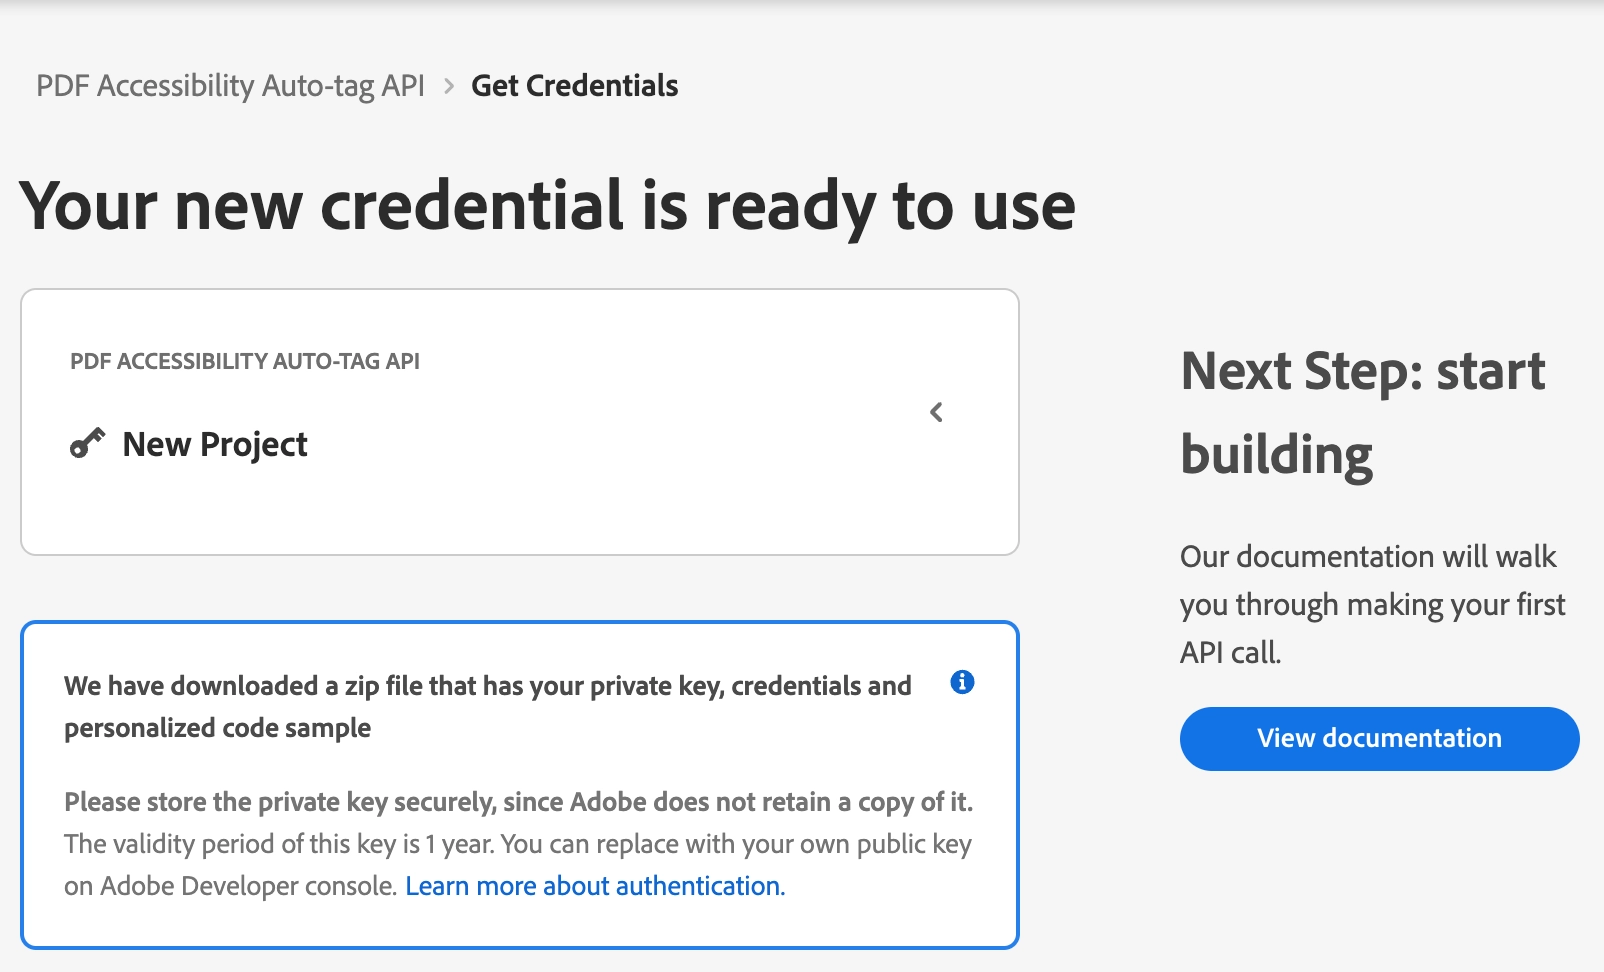 PDF Accessibility Auto-tag API > Get Credentials
Your new credential is ready to use
PDF ACCESSIBILITY AUTO-TAG API
New Project
We have downloaded a zip file that has your private key, credentials and
personalized code sample
Please store the private key securely, since Adobe does not retain a copy of it.
The validity period of this key is 1 year. You can replace with your own public key
on Adobe Developer console. Learn more about authentication.
Next Step: start
building
Our documentation will walk
you through making your first
API call.
View documentation